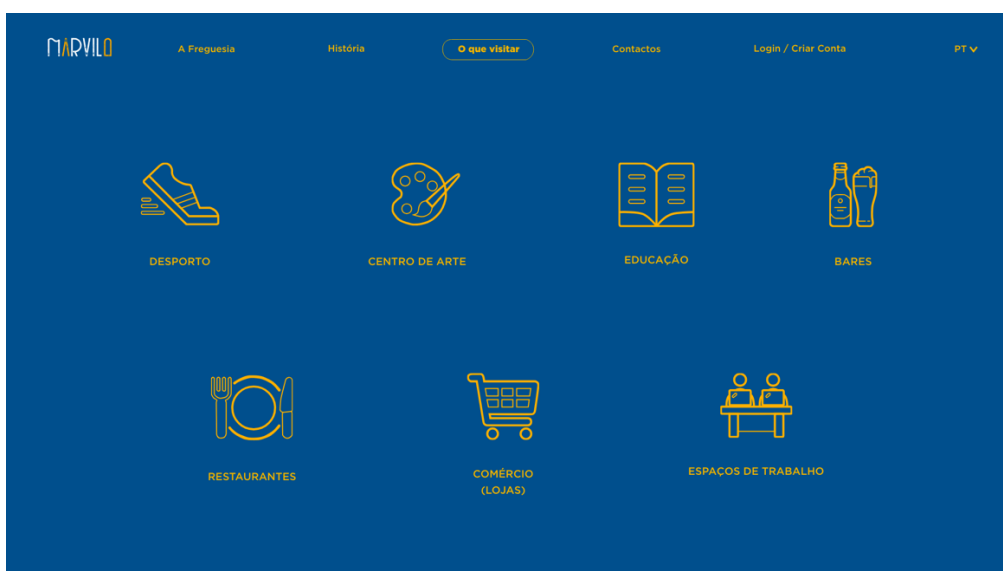 MARVILO
A Freguesia
História
O que visitar
Contactos
Login / Criar Conta
PT
DESPORTO
CENTRO DE ARTE
EDUCAÇÃO
BARES
RESTAURANTES
COMÉRCIO
(LOJAS)
ESPAÇOS DE TRABALHO